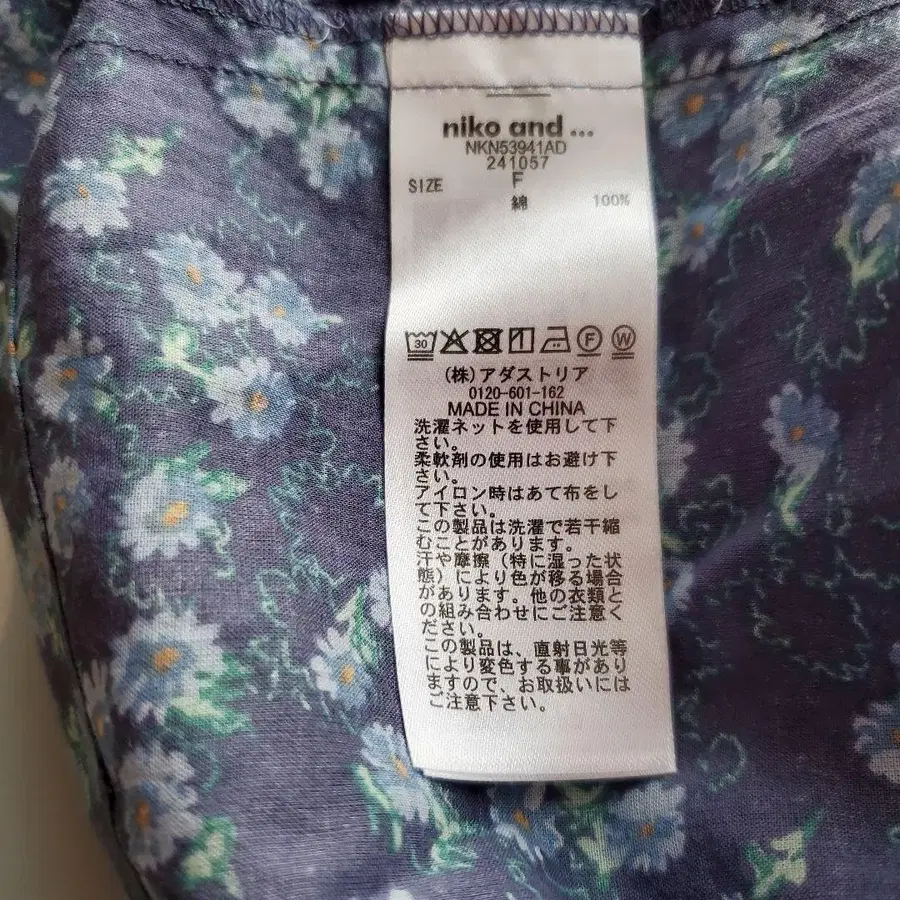 niko and ...
NKN53941AD
241057
SIZE F
綿 100%
30
F W
(株)アダストリア
0120-601-162
MADE IN CHINA
洗濯ネットを使用して下
さい。
柔軟剤の使用はお避け下
さい。
アイロン時はあて布をし
て下さい。
この製品は洗濯で若干縮
むことがあります。
汗や摩擦（特に湿った状
態）により色が移る場合
があります。他の衣類と
の組み合わせにご注意く
ださい。
この製品は、直射日光等
により変色する事があり
ますので、お取扱いには
ご注意下さい。